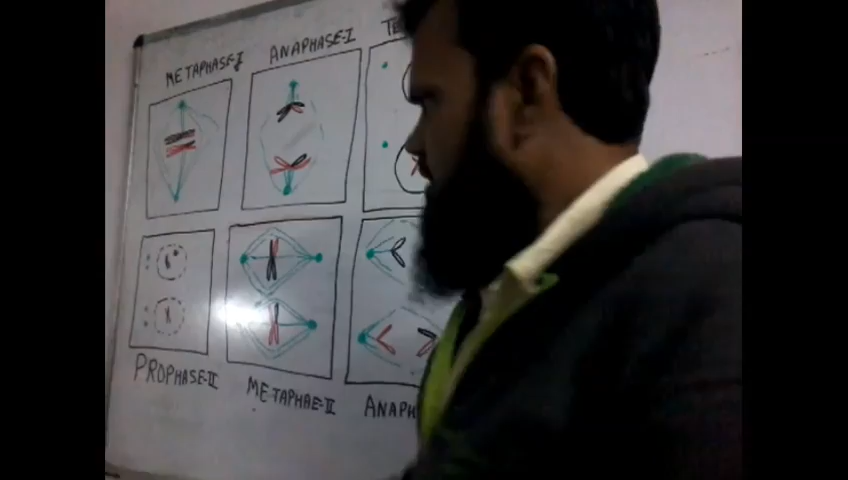 METAPHASE-I
ANAPHASE-I
TE
PROPHASE-II
METAPHAE-II
ANAPH